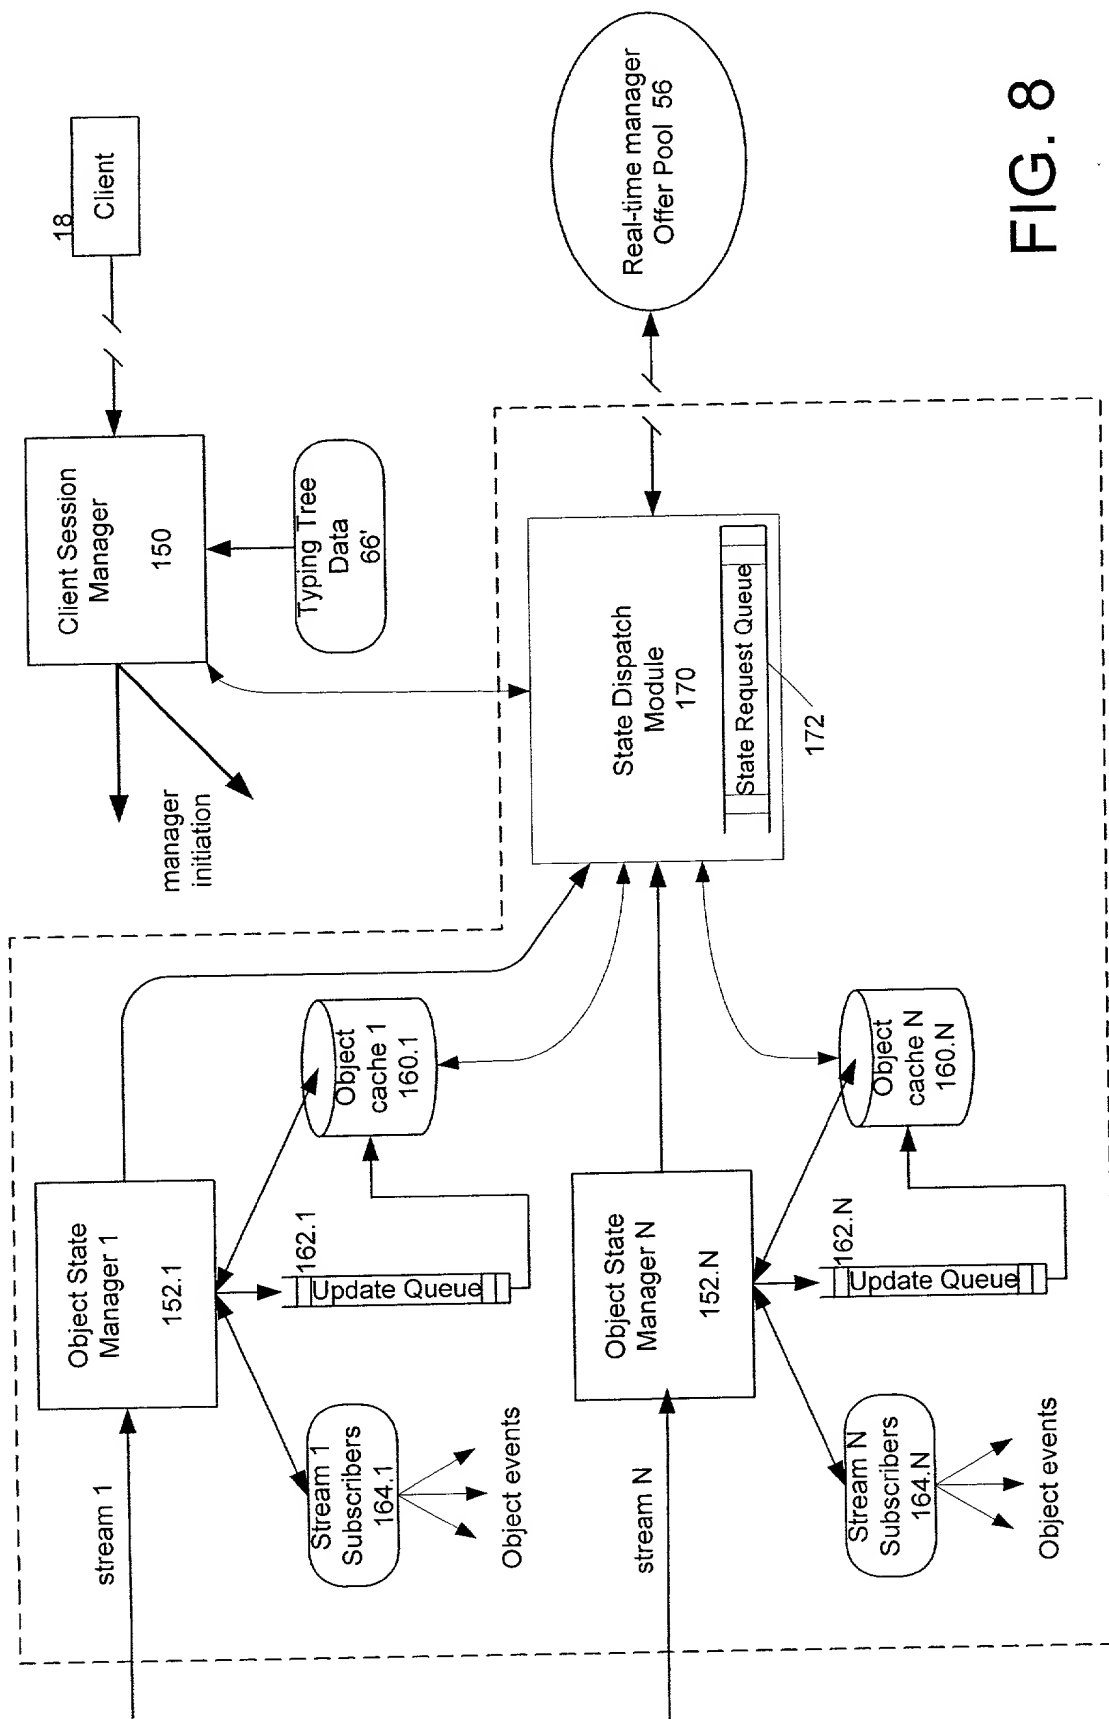 stream 1
Object State
Manager 1
152.1
Stream 1
Subscribers
164.1
Object events
162.1
Update Queue
Object
cache 1
160.1
manager
initiation
Client Session
Manager
150
18
Client
Typing Tree
Data
66'
stream N
Object State
Manager N
152.N
Stream N
Subscribers
164.N
Object events
162.N
Update Queue
Object
cache N
160.N
State Dispatch
Module
170
State Request Queue
172
Real-time manager
Offer Pool 56
FIG. 8